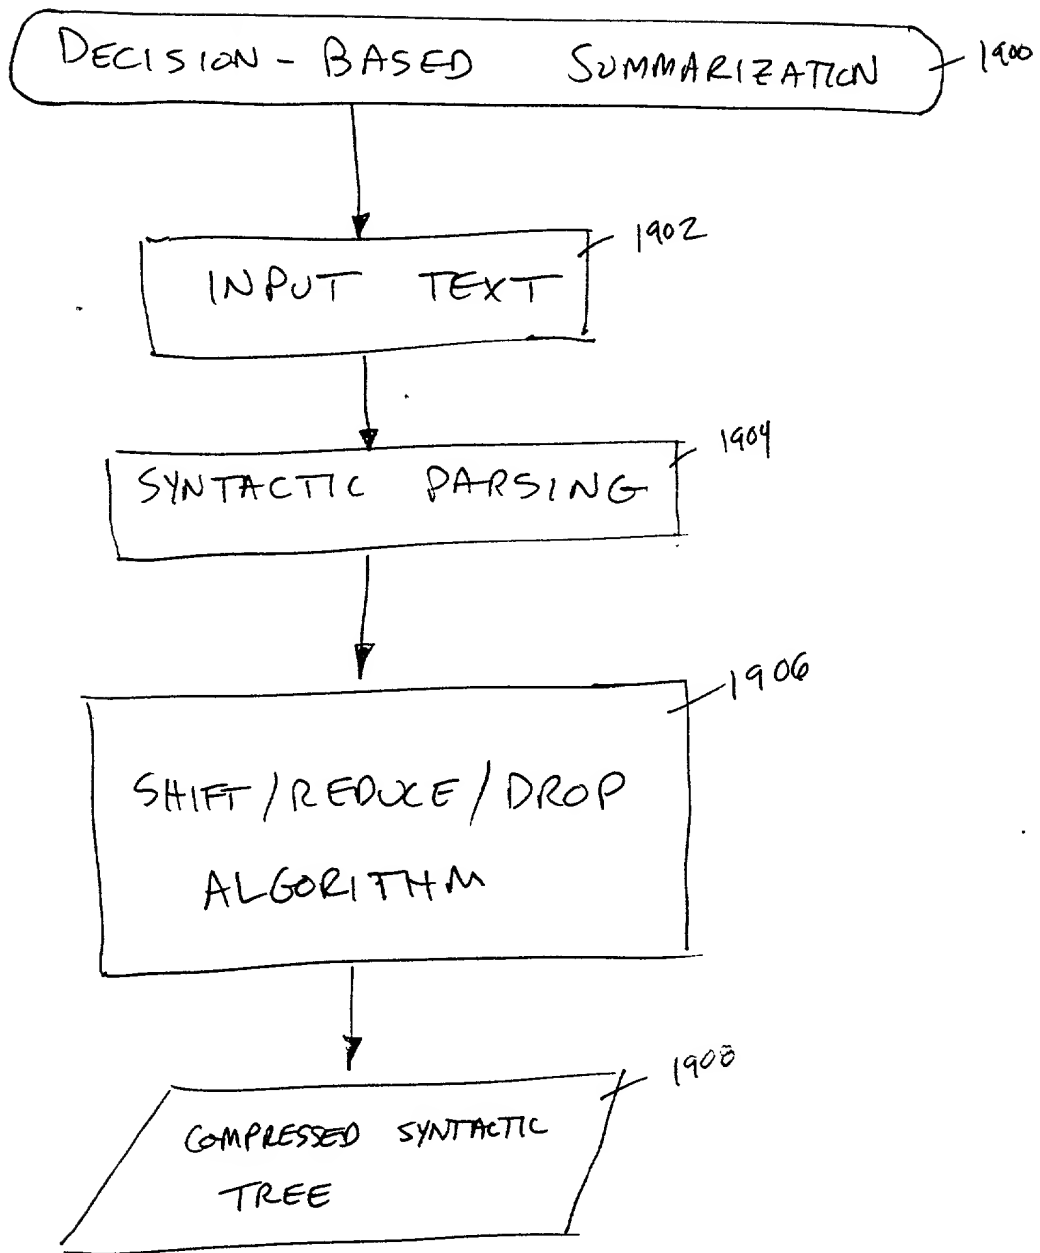 DECISION - BASED SUMMARIZATION 1900
1902
INPUT TEXT
1904
SYNTACTIC PARSING
1906
SHIFT / REDUCE / DROP
ALGORITHM
1908
COMPRESSED SYNTACTIC
TREE